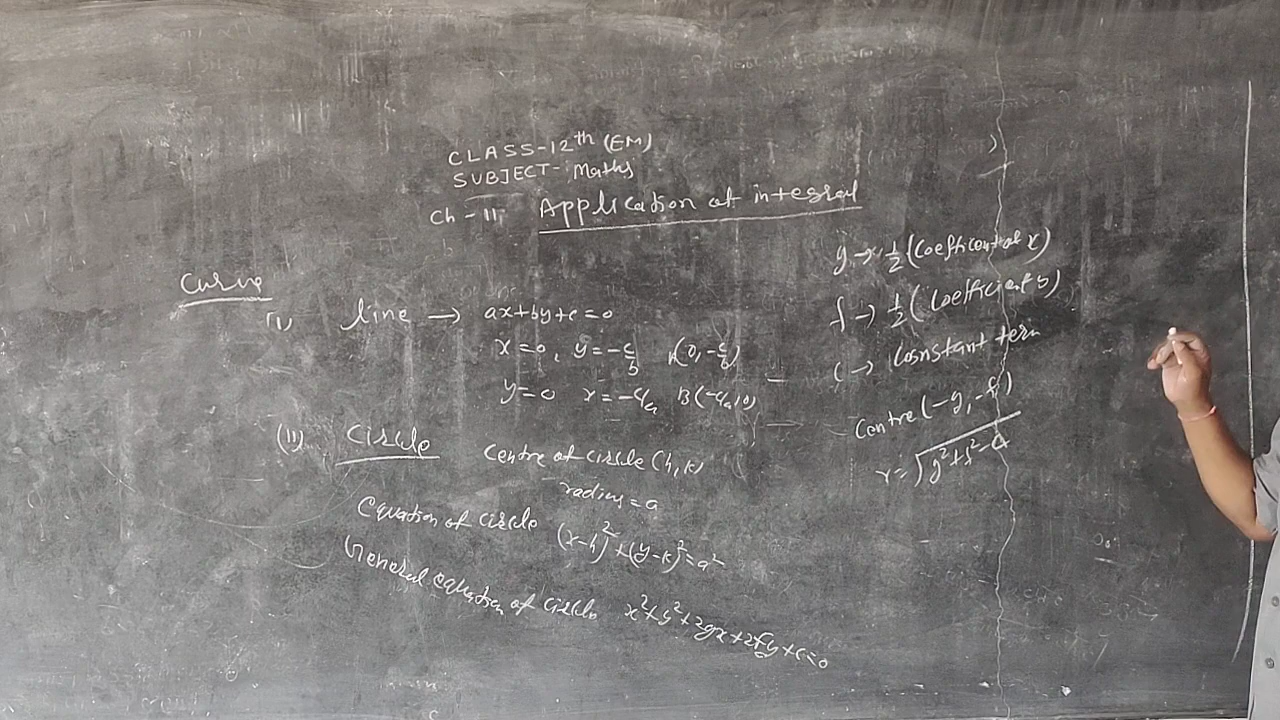 CLASS-12th (EM)
SUBJECT-Maths
Ch-11 Application of integral
Curve
(i) line → ax+by+c=0
x=0, y=-c/b A(0,-c/b)
y=0 x=-c/a B(-c/a,0)
(ii) Circle Centre of circle (h,k)
radius=a
Equation of circle (x-h)²+(y-k)²=a²
General equation of circle x²+y²+2gx+2fy+c=0
g→ 1/2 (coefficient of x)
f→ 1/2 (coefficient of y)
c→ Cosnstant term
Centre (-g,-f)
r=√g²+f²-c